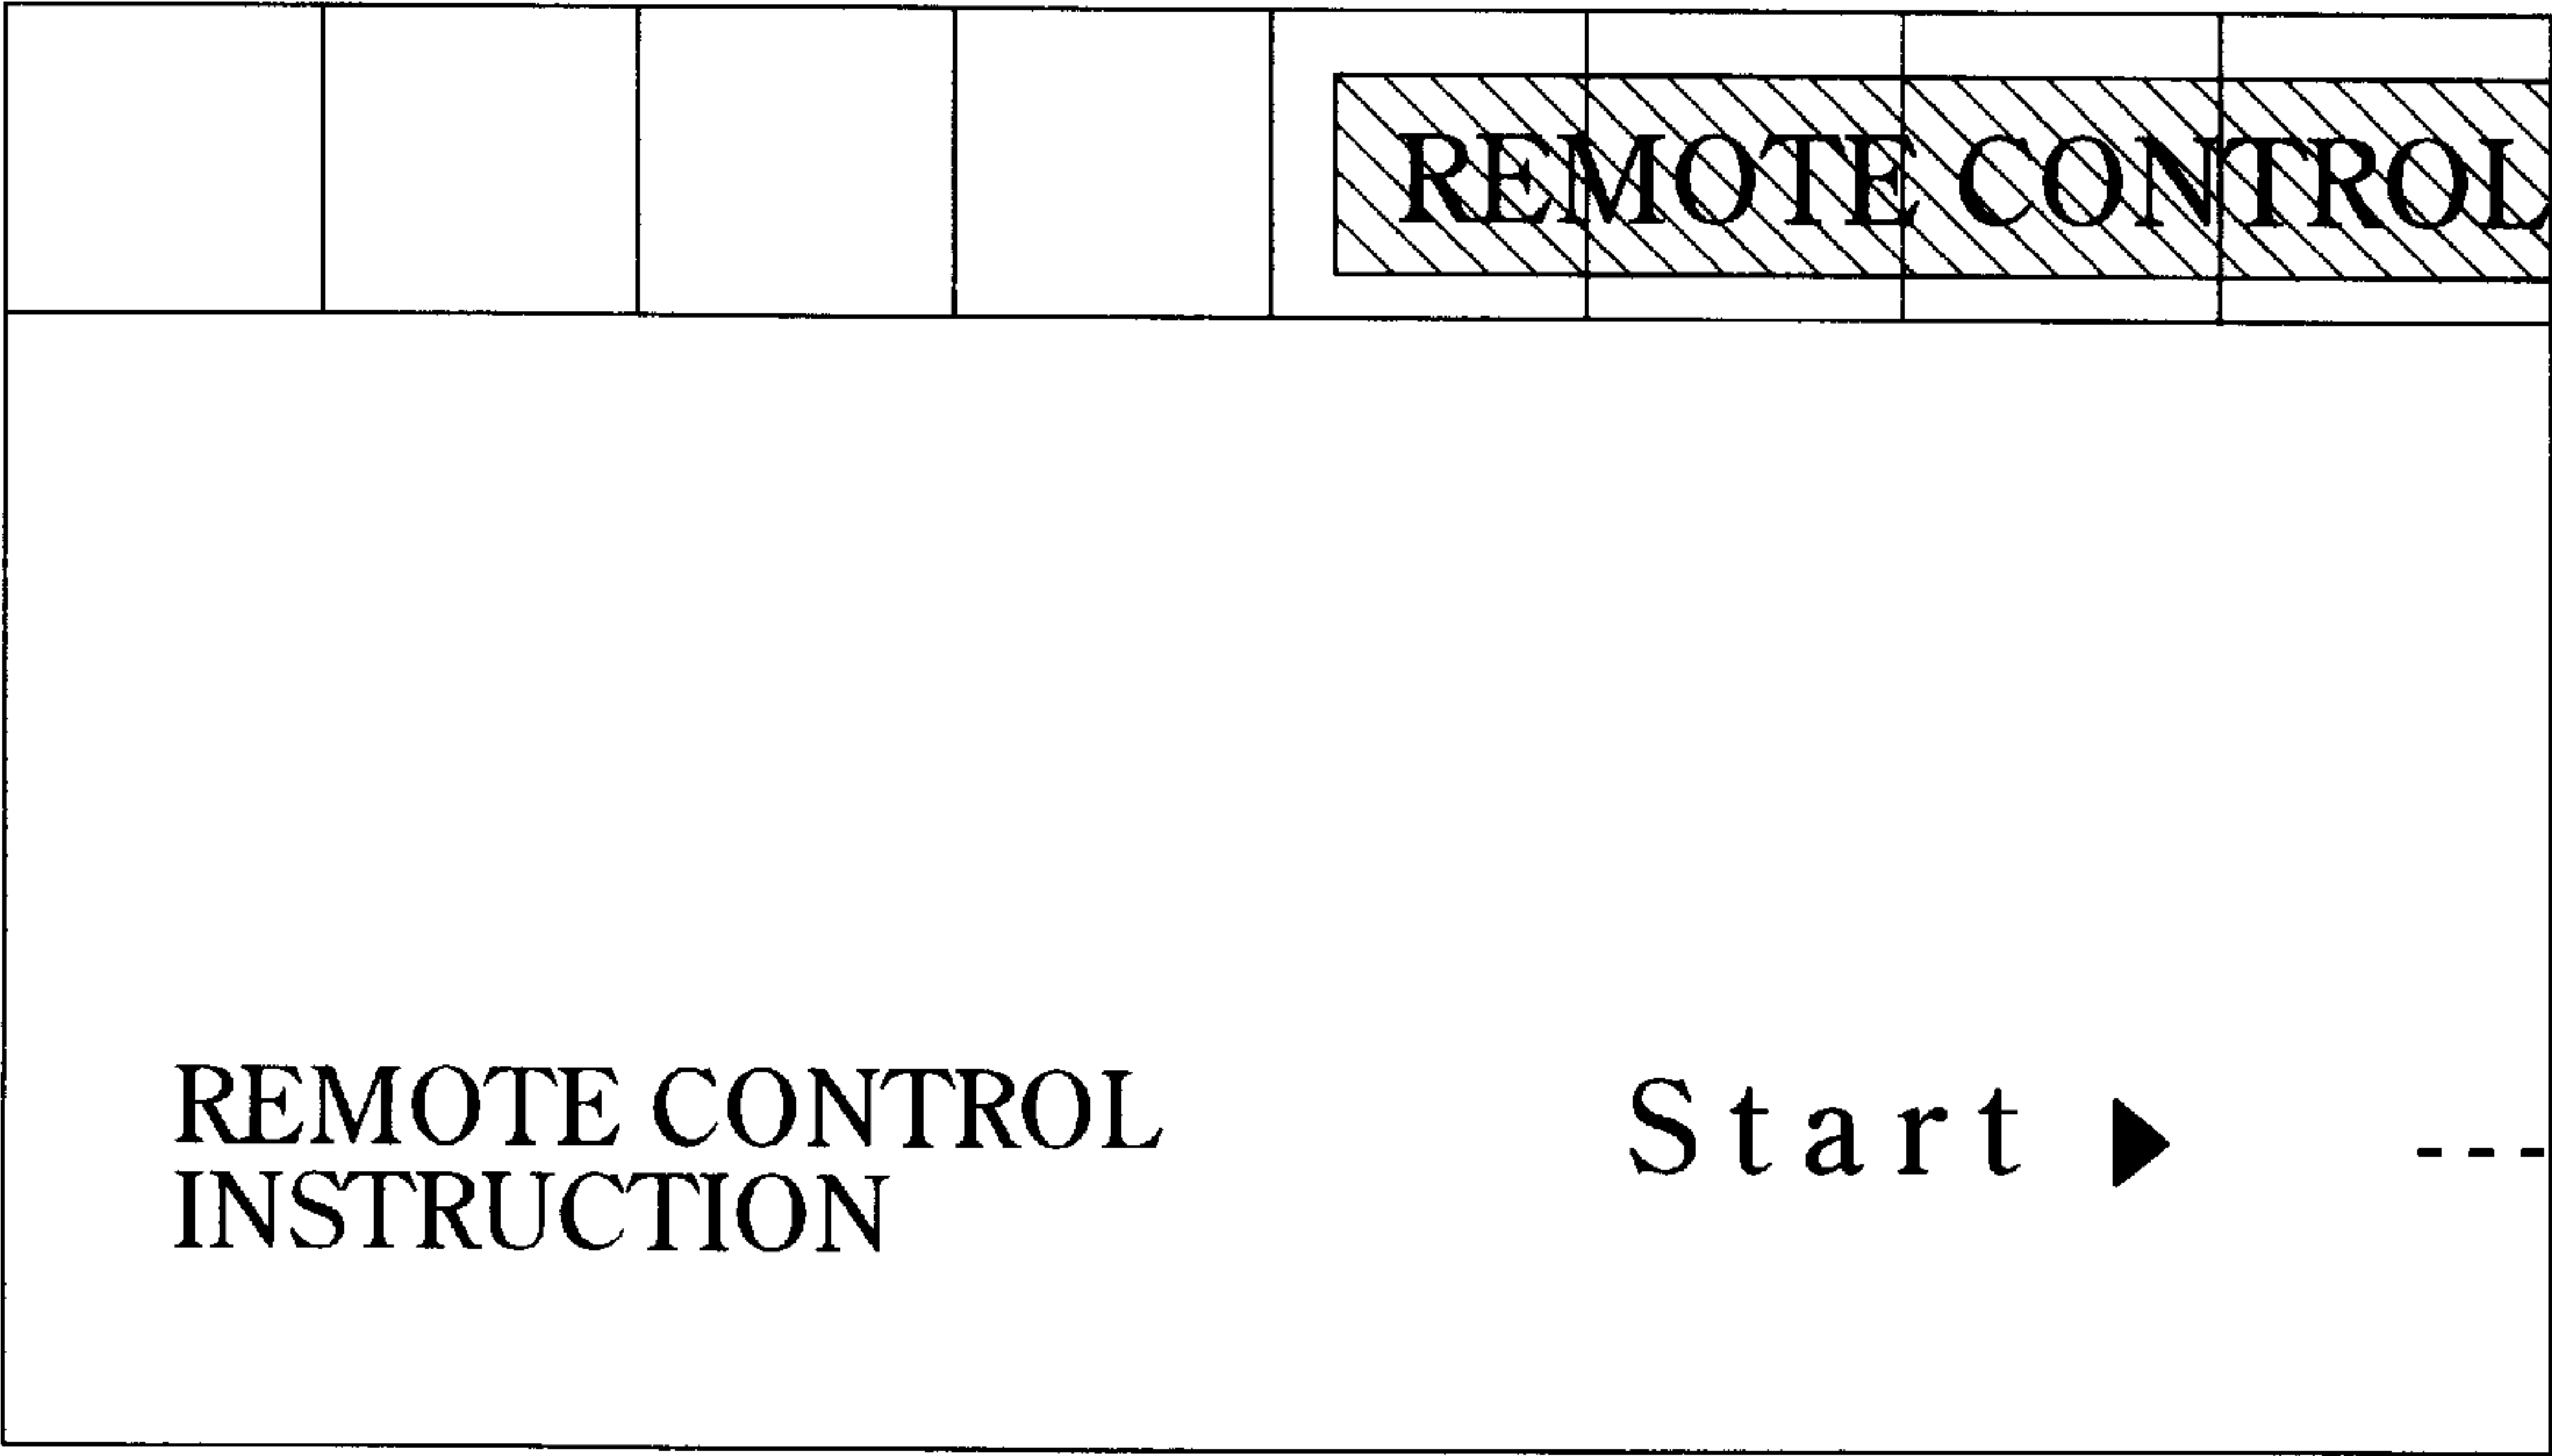 REMOTE CONTROL
REMOTE CONTROL
INSTRUCTION
Start ▶ ---